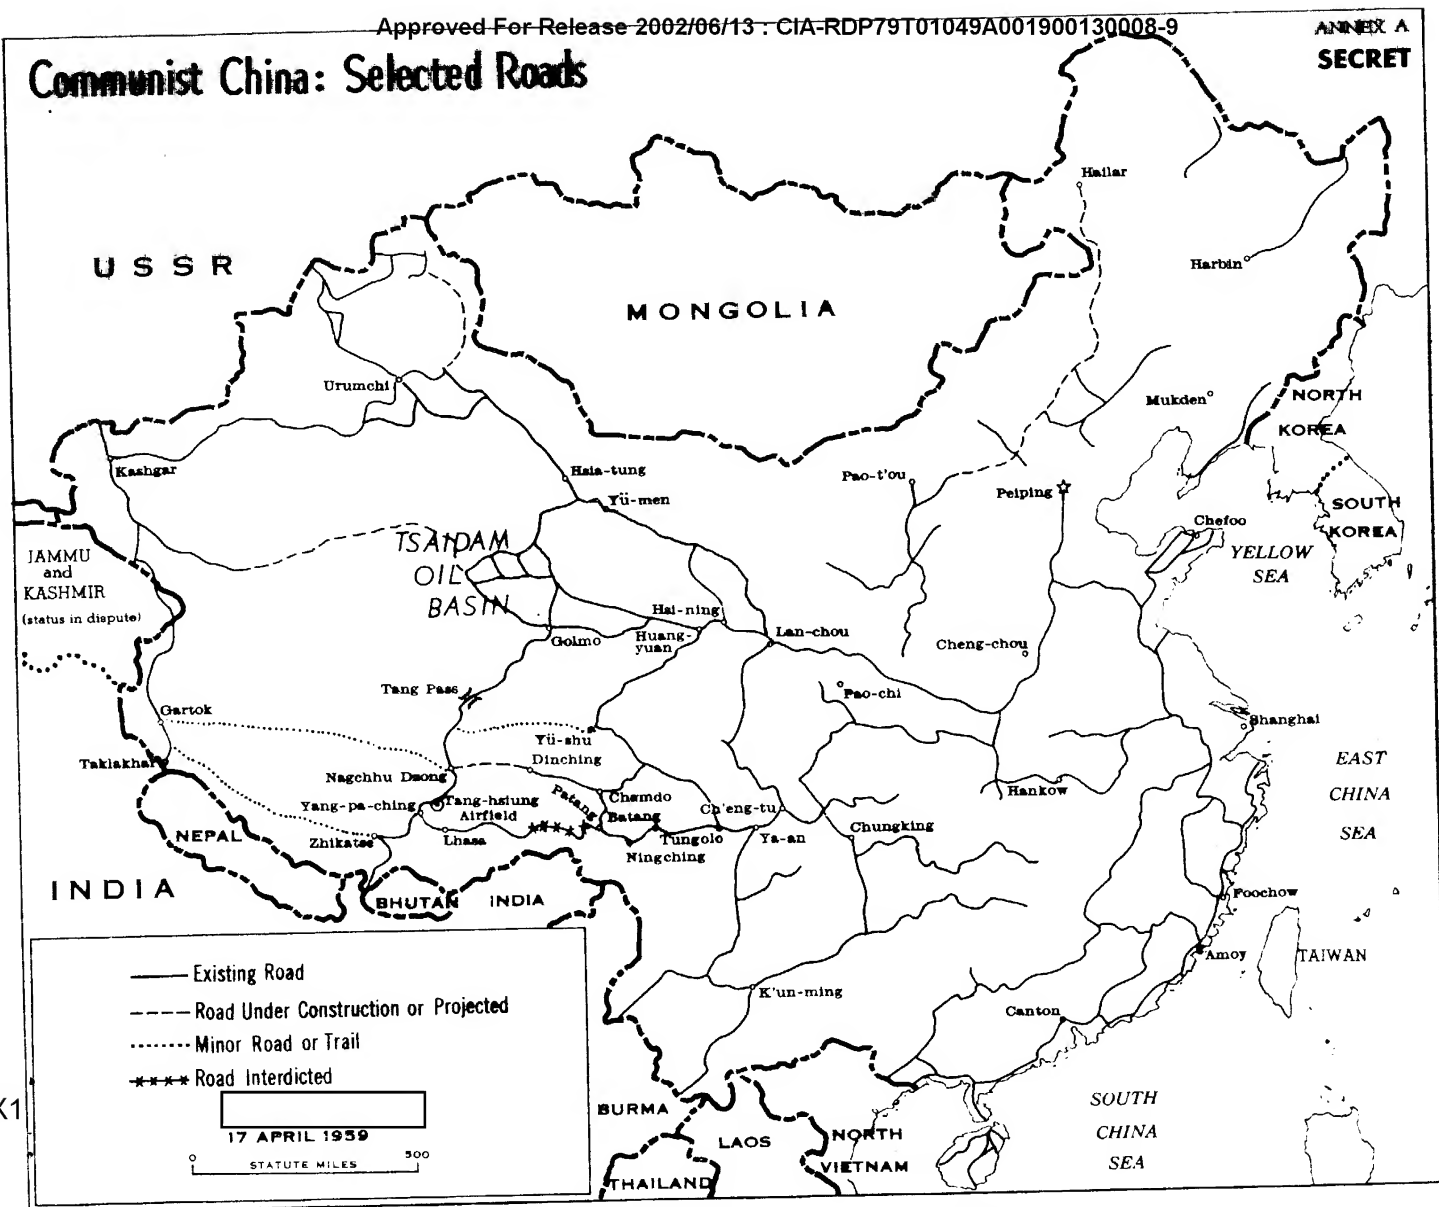 Approved For Release 2002/06/13 : CIA-RDP79T01049A001900130008-9
ANNEX A
SECRET
Communist China: Selected Roads
USSR
MONGOLIA
Hailar
Harbin
Urumchi
Mukden
NORTH
KOREA
Kashgar
Hsia-tung
Yü-men
Pao-t'ou
Peiping
SOUTH
KOREA
Chefoo
YELLOW
SEA
JAMMU
and
KASHMIR
(status in dispute)
TSAIDAM
OIL
BASIN
Hsi-ning
Golmo
Huang-
yuan
Lan-chou
Cheng-chou
Tang Pass
Pao-chi
Gartok
Shanghai
Taklakhar
Yü-shu
Dinching
Nagchhu Dzong
Yang-pa-ching
Tang-hsiung
Airfield
Patang
Chamdo
Batang
Ch'eng-tu
Hankow
EAST
CHINA
SEA
NEPAL
Zhikatse
Lhasa
Tungolo
Ningching
Ya-an
Chungking
INDIA
BHUTAN
INDIA
Foochow
Amoy
TAIWAN
K'un-ming
Canton
Existing Road
Road Under Construction or Projected
Minor Road or Trail
Road Interdicted
X1
17 APRIL 1959
0 500
STATUTE MILES
BURMA
LAOS
THAILAND
NORTH
VIETNAM
SOUTH
CHINA
SEA